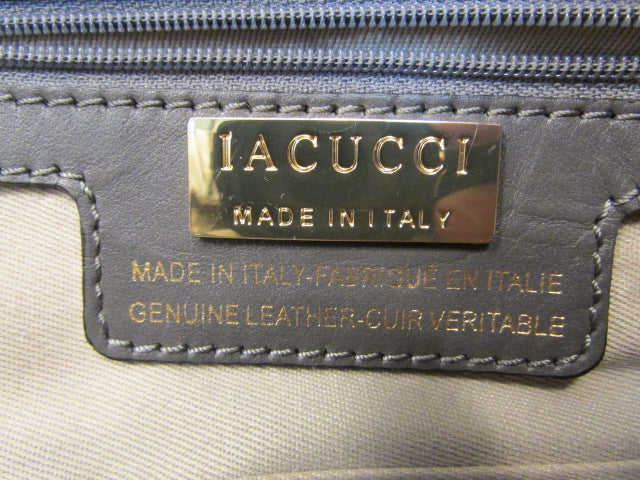 IACUCCI
MADE IN ITALY
MADE IN ITALY-FABRIQUÉ EN ITALIE
GENUINE LEATHER-CUIR VERITABLE